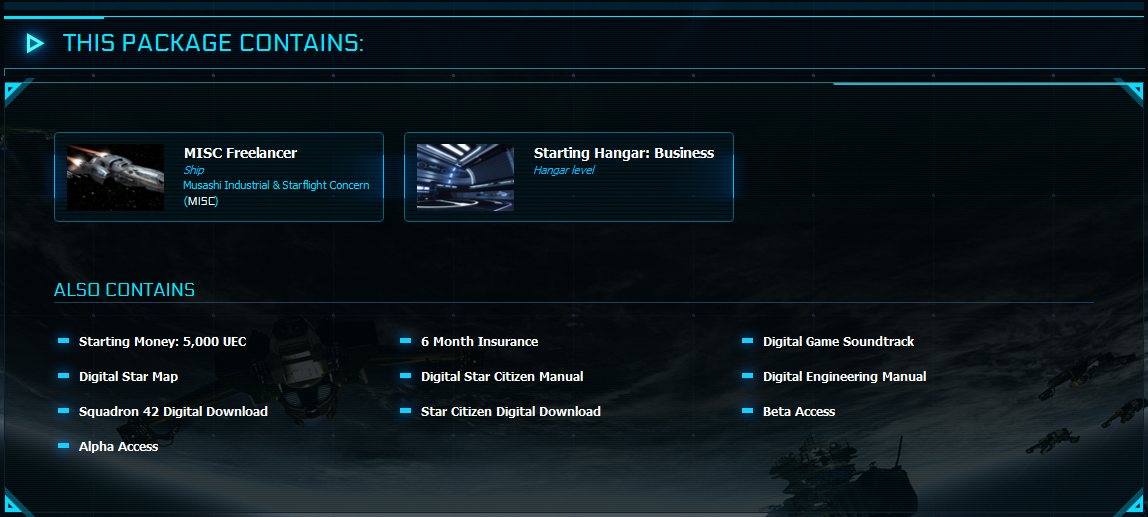 THIS PACKAGE CONTAINS:
MISC Freelancer
Ship
Musashi Industrial & Starflight Concern
(MISC)
Starting Hangar: Business
Hangar level
ALSO CONTAINS
Starting Money: 5,000 UEC
6 Month Insurance
Digital Game Soundtrack
Digital Star Map
Digital Star Citizen Manual
Digital Engineering Manual
Squadron 42 Digital Download
Star Citizen Digital Download
Beta Access
Alpha Access